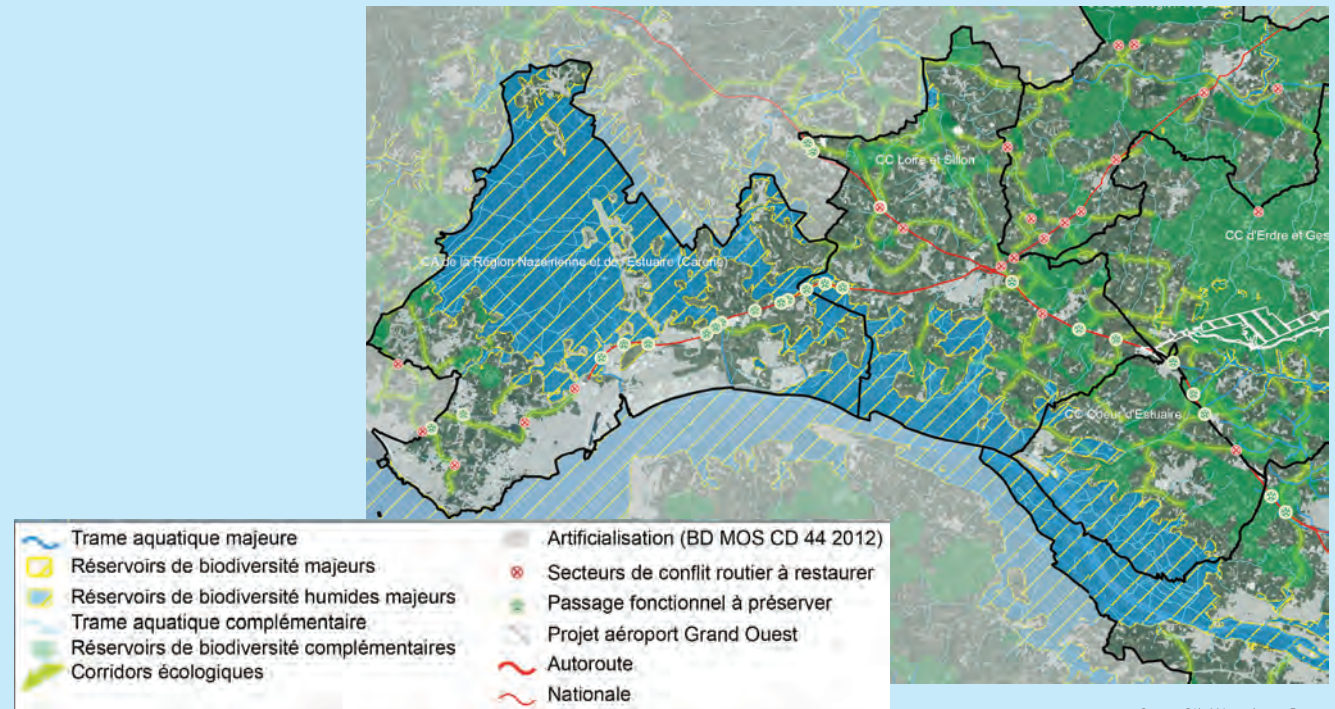 CC Loire et Sillon
CC d'Erdre et Ges
CA de la Région Nazérienne et de l'Estuaire (Carene)
CC Coeur d'Estuaire
Trame aquatique majeure
Réservoirs de biodiversité majeurs
Réservoirs de biodiversité humides majeurs
Trame aquatique complémentaire
Réservoirs de biodiversité complémentaires
Corridors écologiques
Artificialisation (BD MOS CD 44 2012)
Secteurs de conflit routier à restaurer
Passage fonctionnel à préserver
Projet aéroport Grand Ouest
Autoroute
Nationale